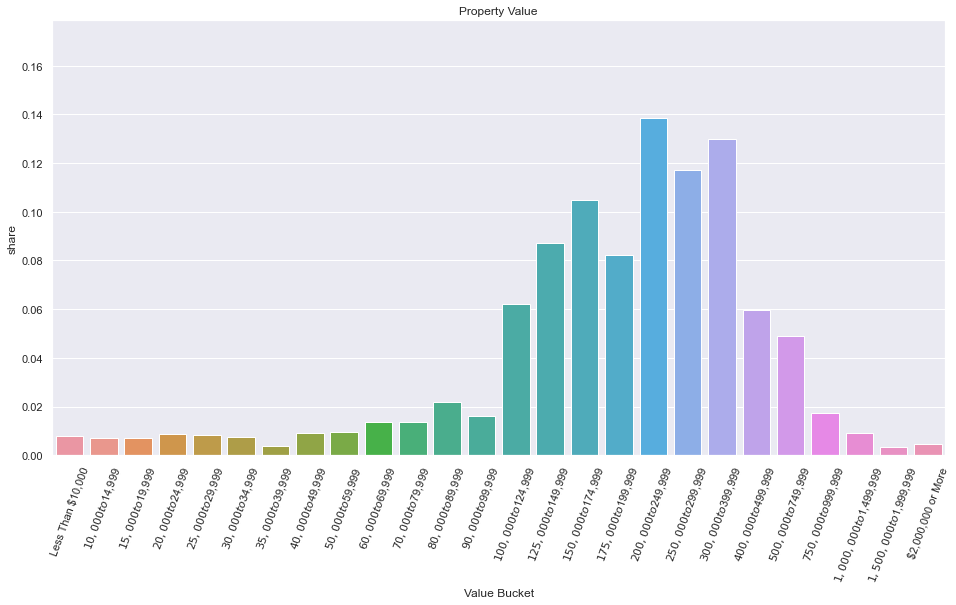 Property Value
share
0.16
0.14
0.12
0.10
0.08
0.06
0.04
0.02
0.00
Less Than $10,000
10, 000to14,999
15, 000to19,999
20, 000to24,999
25, 000to29,999
30, 000to34,999
35, 000to39,999
40, 000to49,999
50, 000to59,999
60, 000to69,999
70, 000to79,999
80, 000to89,999
90, 000to99,999
100, 000to124,999
125, 000to149,999
150, 000to174,999
175, 000to199,999
200, 000to249,999
250, 000to299,999
300, 000to399,999
400, 000to499,999
500, 000to749,999
750, 000to999,999
1, 000, 000to1,499,999
1, 500, 000to1,999,999
$2,000,000 or More
Value Bucket